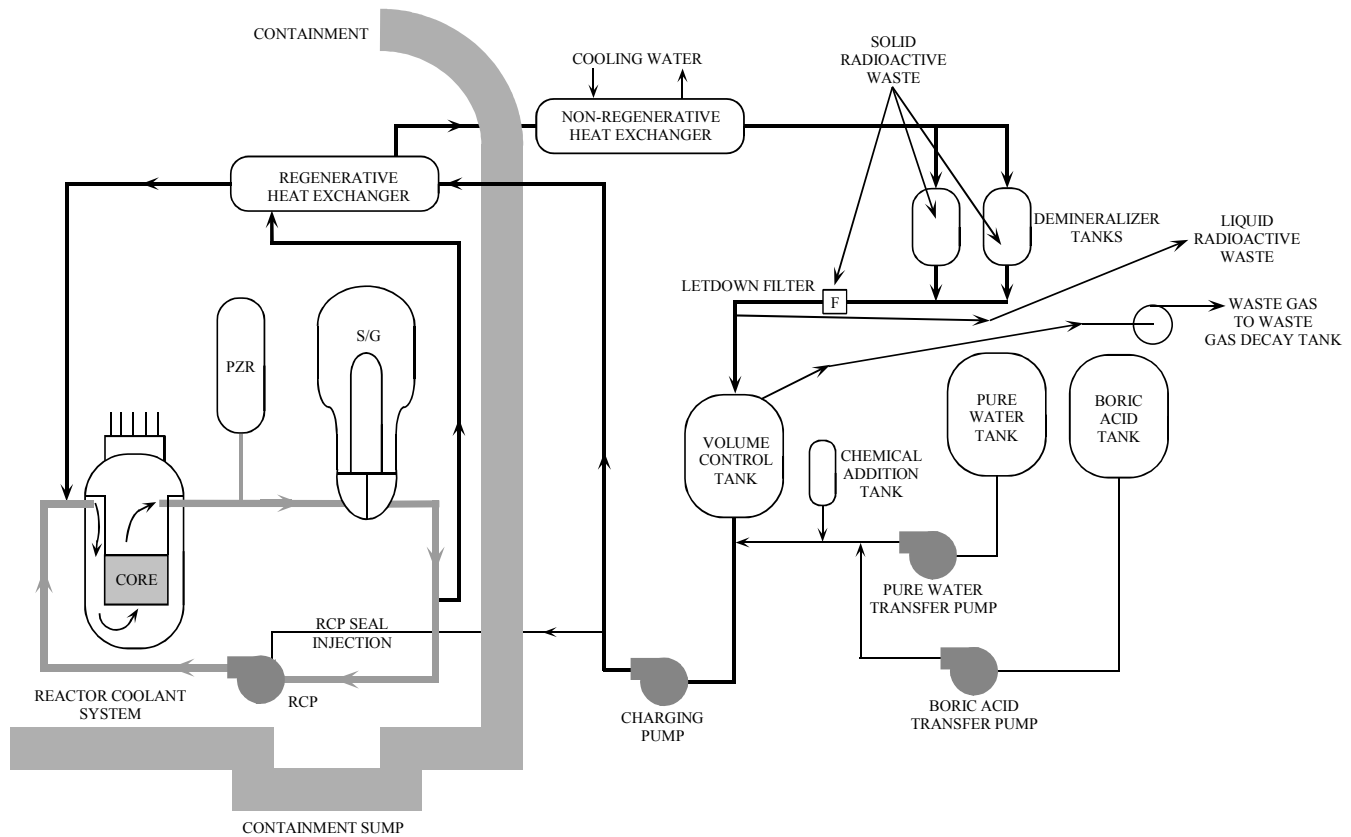 CONTAINMENT
COOLING WATER
SOLID
RADIOACTIVE
WASTE
NON-REGENERATIVE
HEAT EXCHANGER
REGENERATIVE
HEAT EXCHANGER
DEMINERALIZER
TANKS
LIQUID
RADIOACTIVE
WASTE
LETDOWN FILTER
F
WASTE GAS
TO WASTE
GAS DECAY TANK
S/G
PZR
PURE
WATER
TANK
BORIC
ACID
TANK
VOLUME
CONTROL
TANK
CHEMICAL
ADDITION
TANK
CORE
PURE WATER
TRANSFER PUMP
RCP SEAL
INJECTION
REACTOR COOLANT
SYSTEM
RCP
CHARGING
PUMP
BORIC ACID
TRANSFER PUMP
CONTAINMENT SUMP